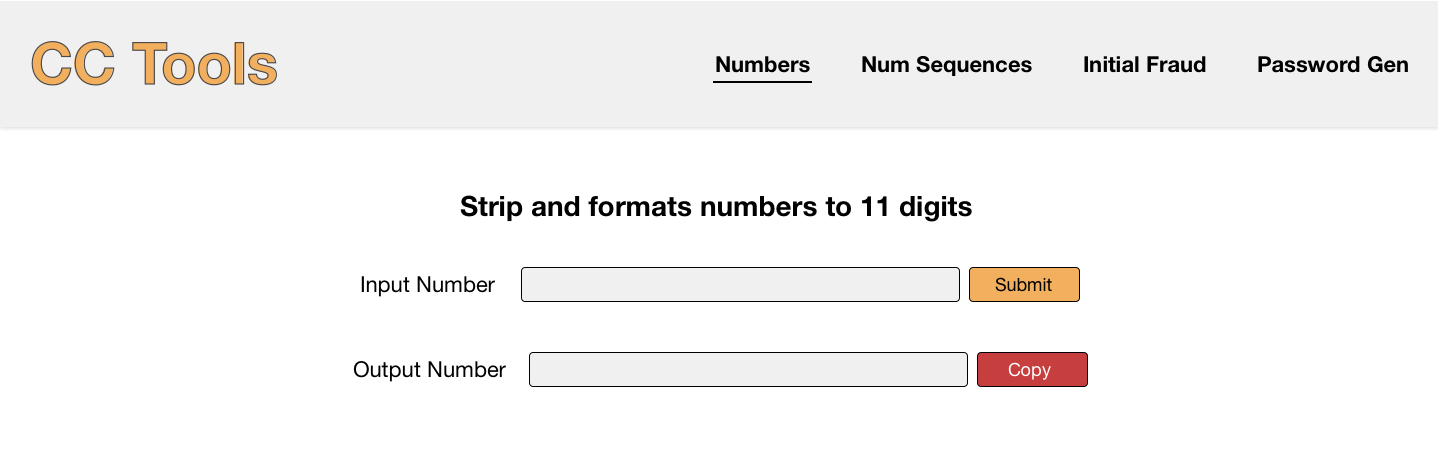 CC Tools
Numbers Num Sequences Initial Fraud Password Gen
Strip and formats numbers to 11 digits
Input Number Submit
Output Number Copy